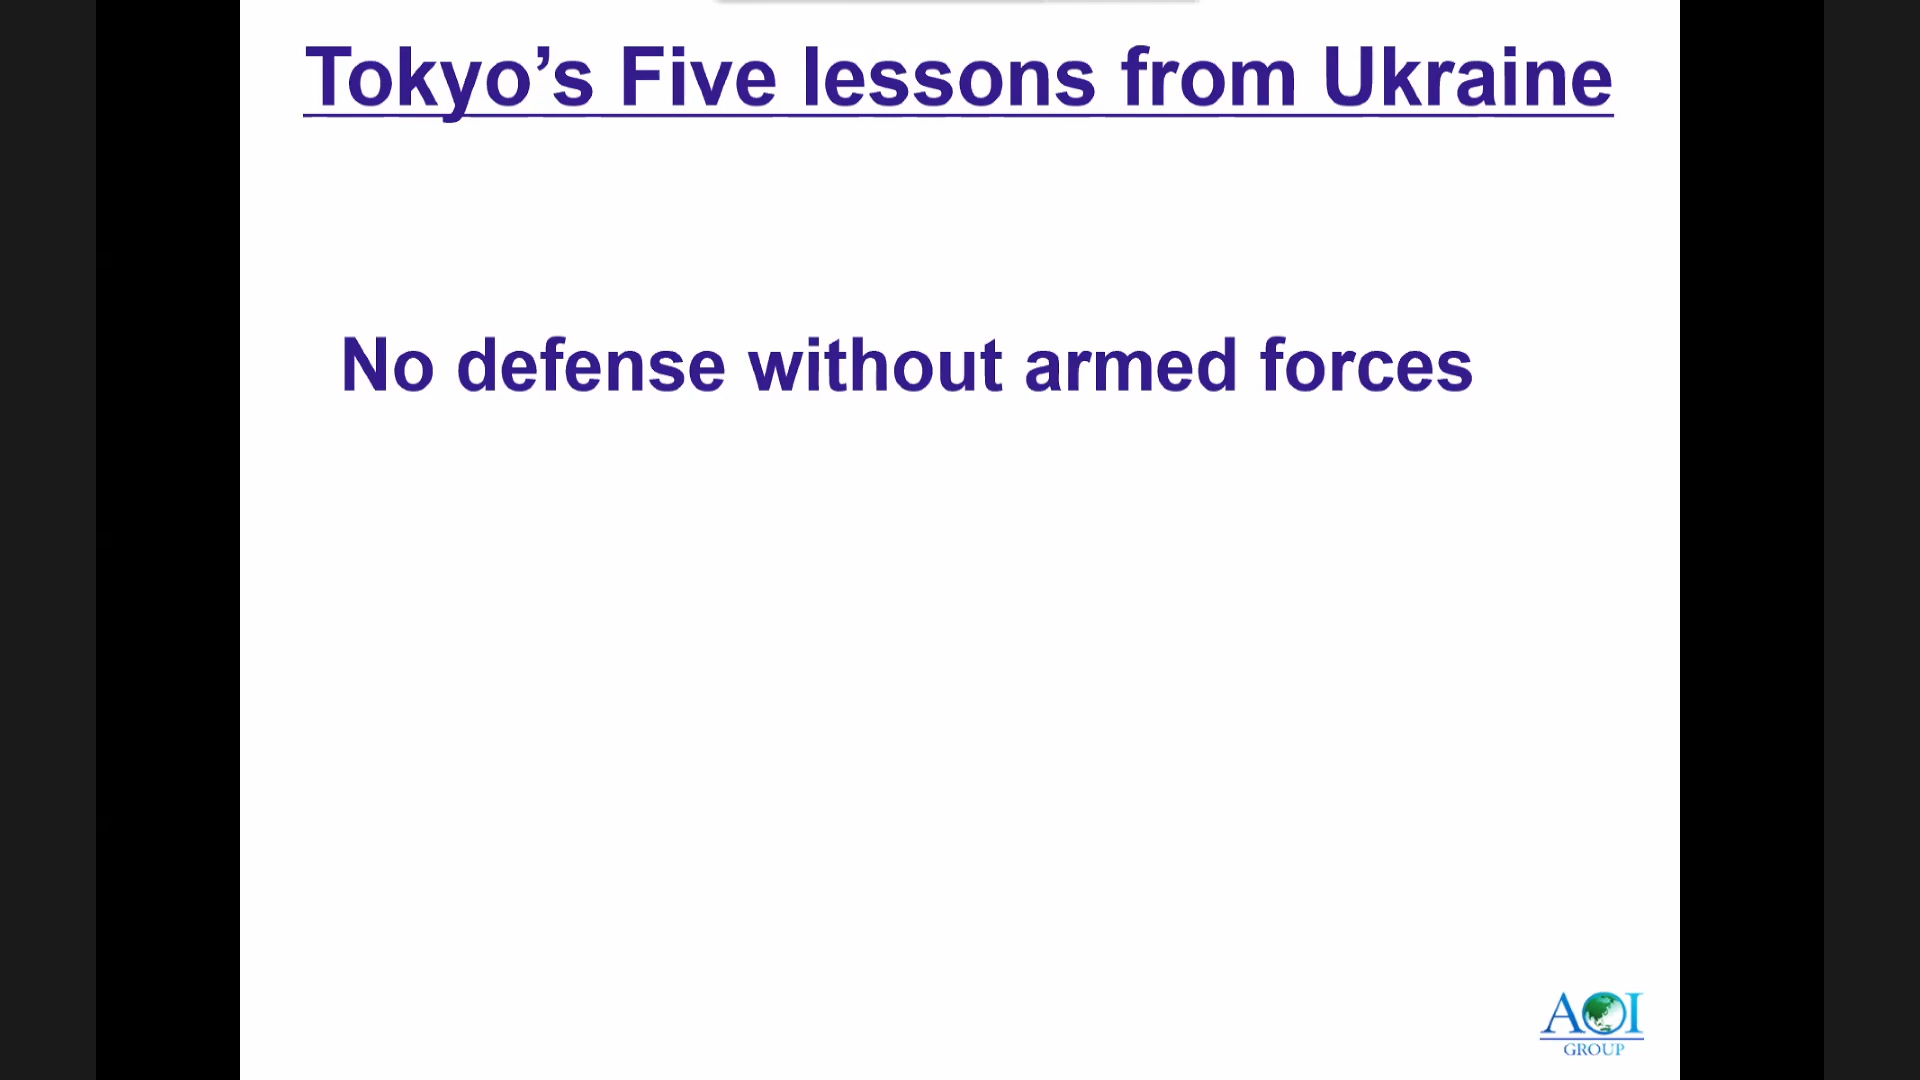 Tokyo’s Five lessons from Ukraine
No defense without armed forces
AOI
GROUP